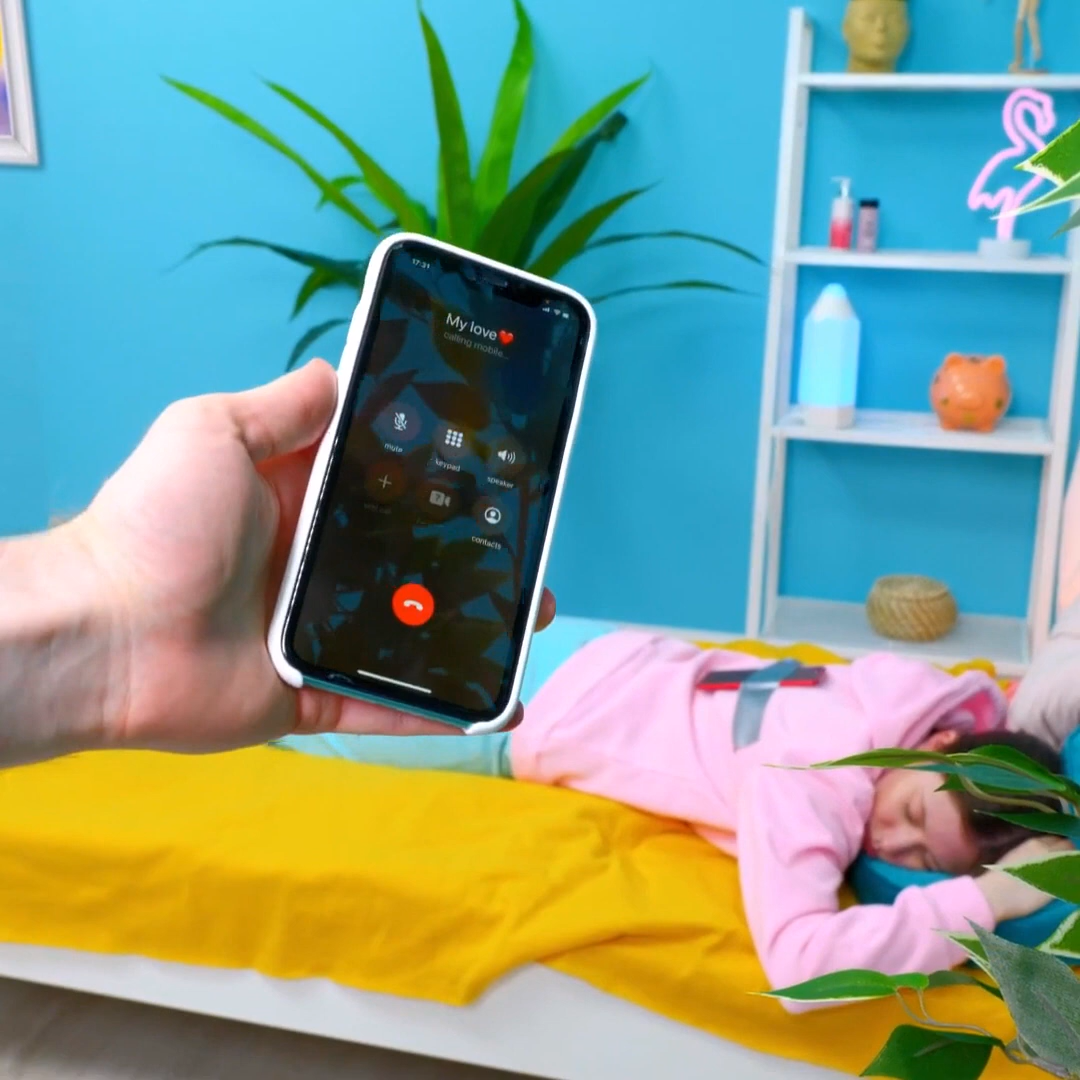 17:31
My love❤️
calling mobile...
mute
keypad
speaker
contacts